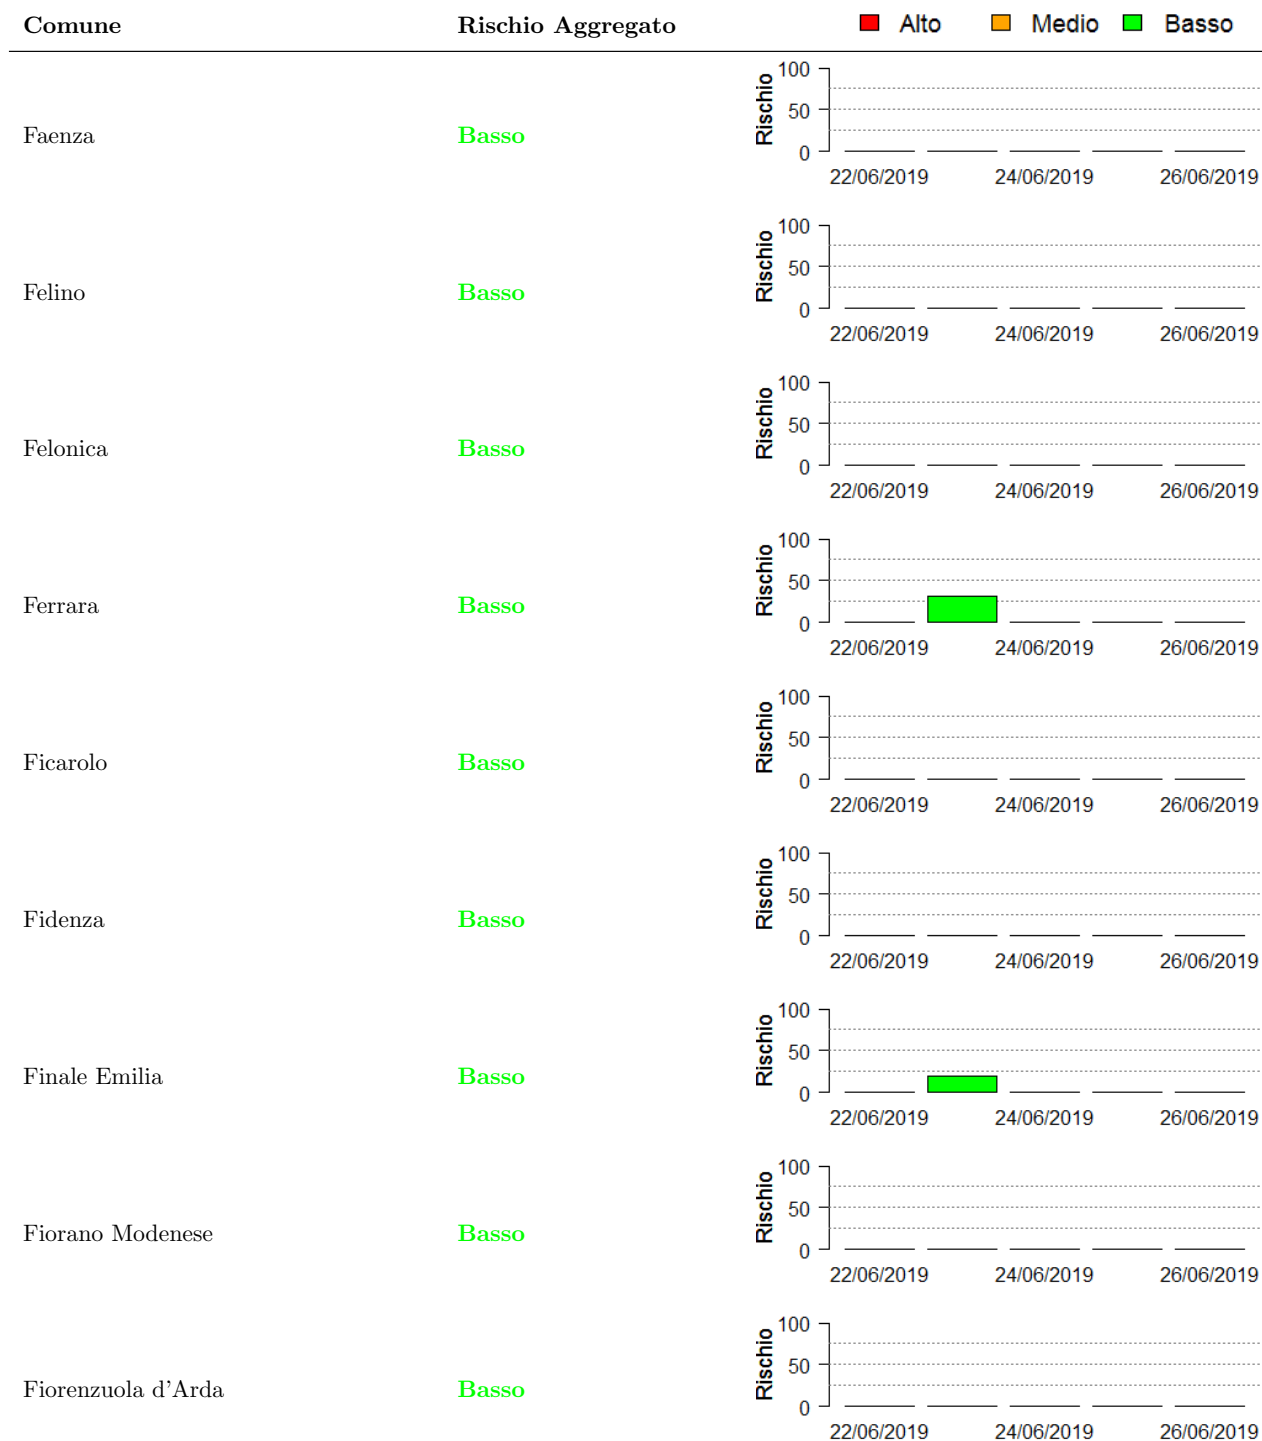 Comune Rischio Aggregato Alto Medio Basso
Faenza Basso Rischio 100 50 0
22/06/2019 24/06/2019 26/06/2019
Felino Basso Rischio 100 50 0
22/06/2019 24/06/2019 26/06/2019
Felonica Basso Rischio 100 50 0
22/06/2019 24/06/2019 26/06/2019
Ferrara Basso Rischio 100 50 0
22/06/2019 24/06/2019 26/06/2019
Ficarolo Basso Rischio 100 50 0
22/06/2019 24/06/2019 26/06/2019
Fidenza Basso Rischio 100 50 0
22/06/2019 24/06/2019 26/06/2019
Finale Emilia Basso Rischio 100 50 0
22/06/2019 24/06/2019 26/06/2019
Fiorano Modenese Basso Rischio 100 50 0
22/06/2019 24/06/2019 26/06/2019
Fiorenzuola d'Arda Basso Rischio 100 50 0
22/06/2019 24/06/2019 26/06/2019